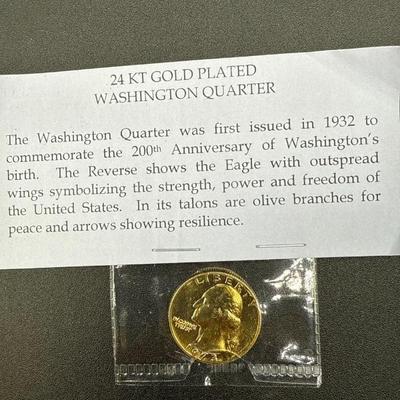 24 KT GOLD PLATED
WASHINGTON QUARTER
The Washington Quarter was first issued in 1932 to
commemorate the 200th Anniversary of Washington's
birth. The Reverse shows the Eagle with outspread
wings symbolizing the strength, power and freedom of
the United States. In its talons are olive branches for
peace and arrows showing resilience.
LIBERTY